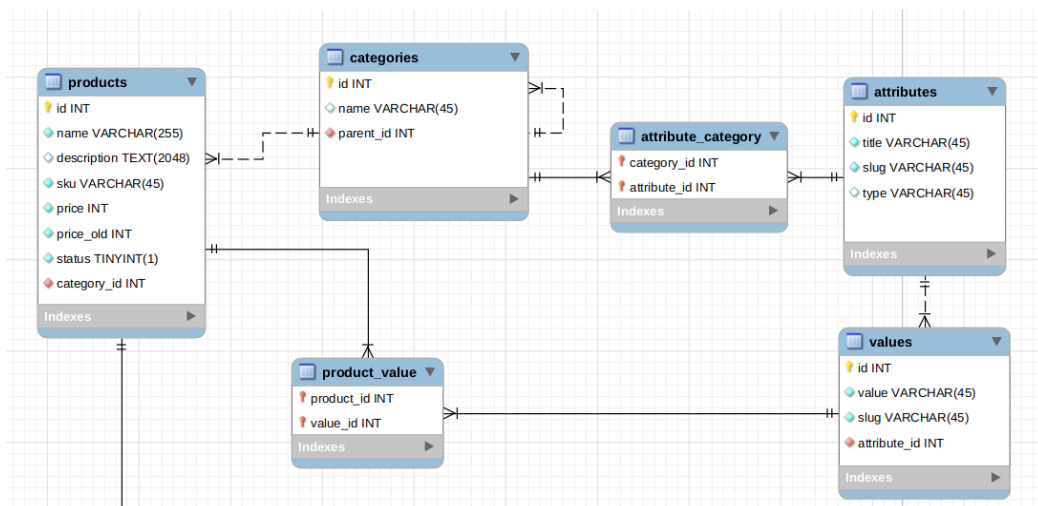 products
id INT
name VARCHAR(255)
description TEXT(2048)
sku VARCHAR(45)
price INT
price_old INT
status TINYINT(1)
category_id INT
Indexes
categories
id INT
name VARCHAR(45)
parent_id INT
Indexes
attribute_category
category_id INT
attribute_id INT
Indexes
attributes
id INT
title VARCHAR(45)
slug VARCHAR(45)
type VARCHAR(45)
Indexes
product_value
product_id INT
value_id INT
Indexes
values
id INT
value VARCHAR(45)
slug VARCHAR(45)
attribute_id INT
Indexes